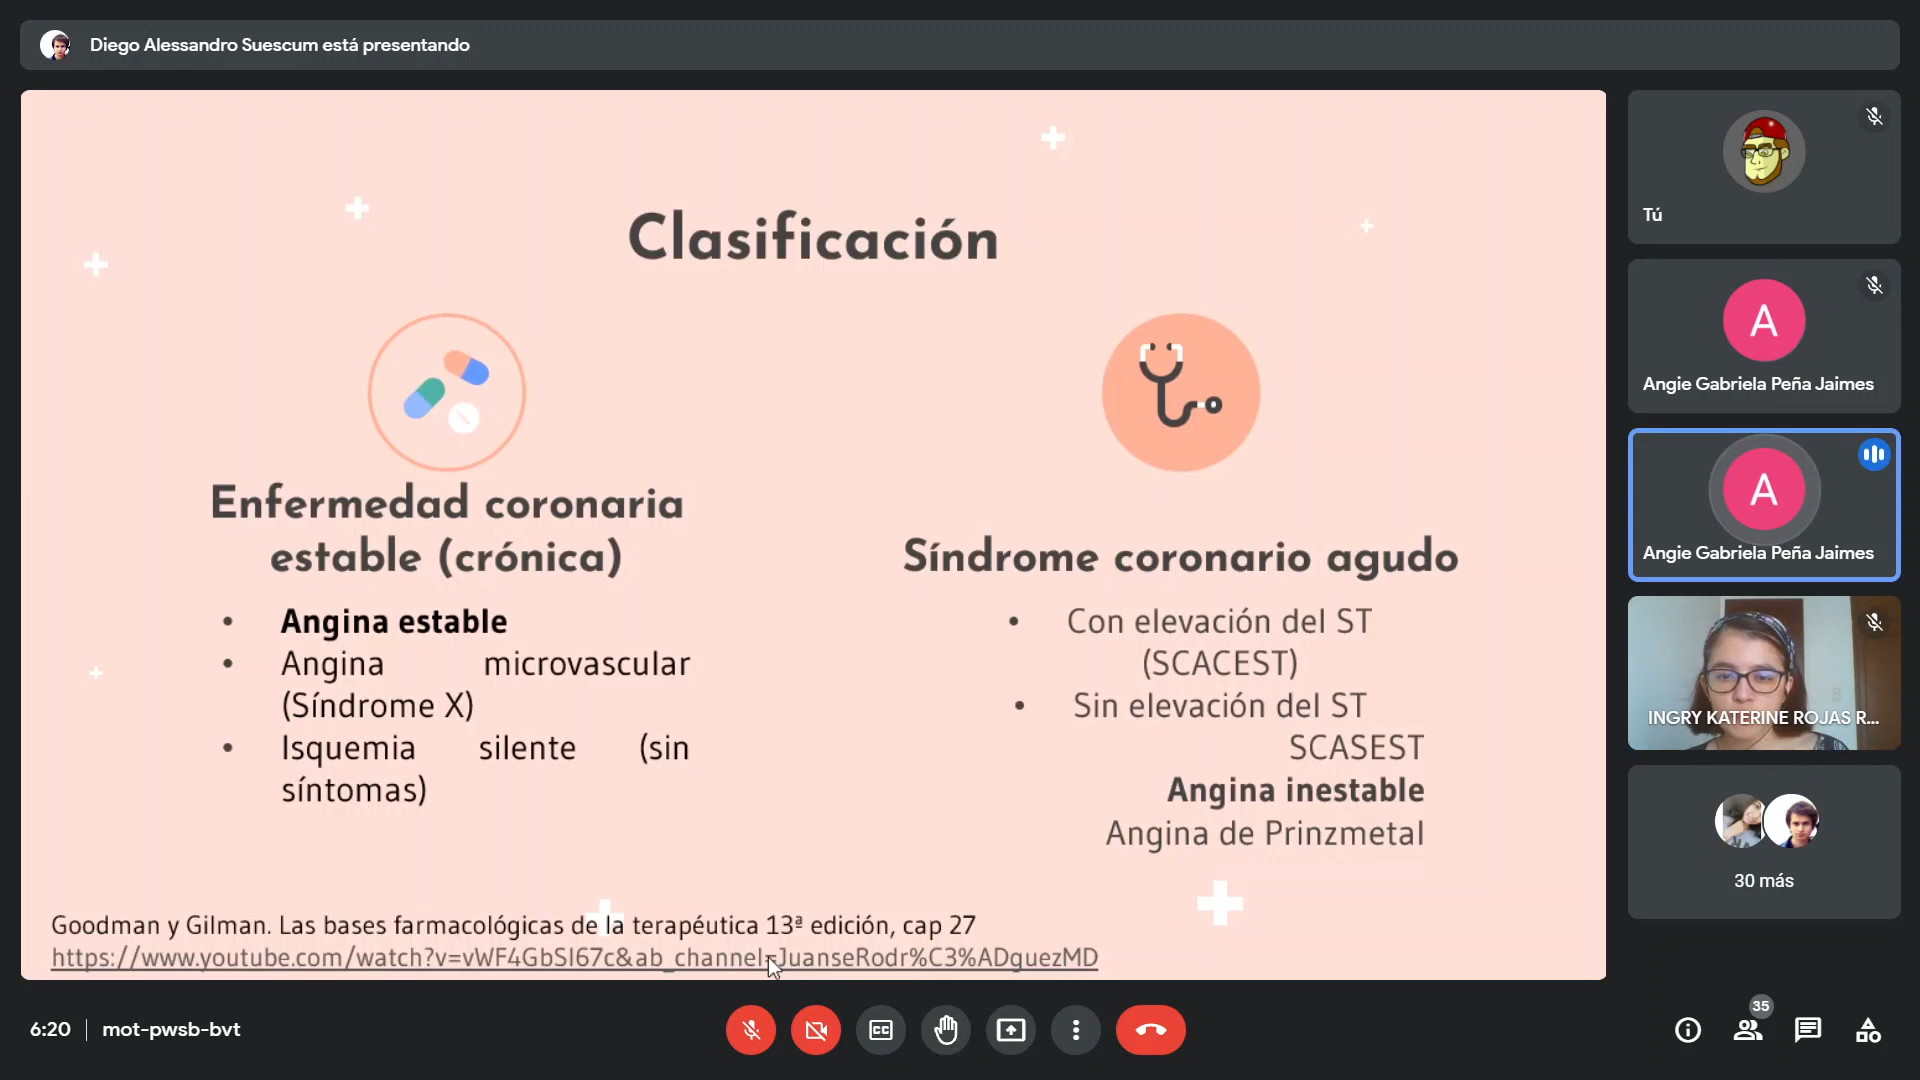 Diego Alessandro Suescum está presentando
Clasificación
Enfermedad coronaria
estable (crónica)
• Angina estable
• Angina microvascular
(Síndrome X)
• Isquemia silente (sin
síntomas)
Síndrome coronario agudo
• Con elevación del ST
(SCACEST)
• Sin elevación del ST
SCASEST
Angina inestable
Angina de Prinzmetal
Goodman y Gilman. Las bases farmacológicas de la terapéutica 13ª edición, cap 27
https://www.youtube.com/watch?v=vWF4GbSI67c&ab_channel=JuanseRodr%C3%ADguezMD
Tú
A
Angie Gabriela Peña Jaimes
A
Angie Gabriela Peña Jaimes
INGRY KATERINE ROJAS R...
30 más
6:20 | mot-pwsb-bvt
CC
35